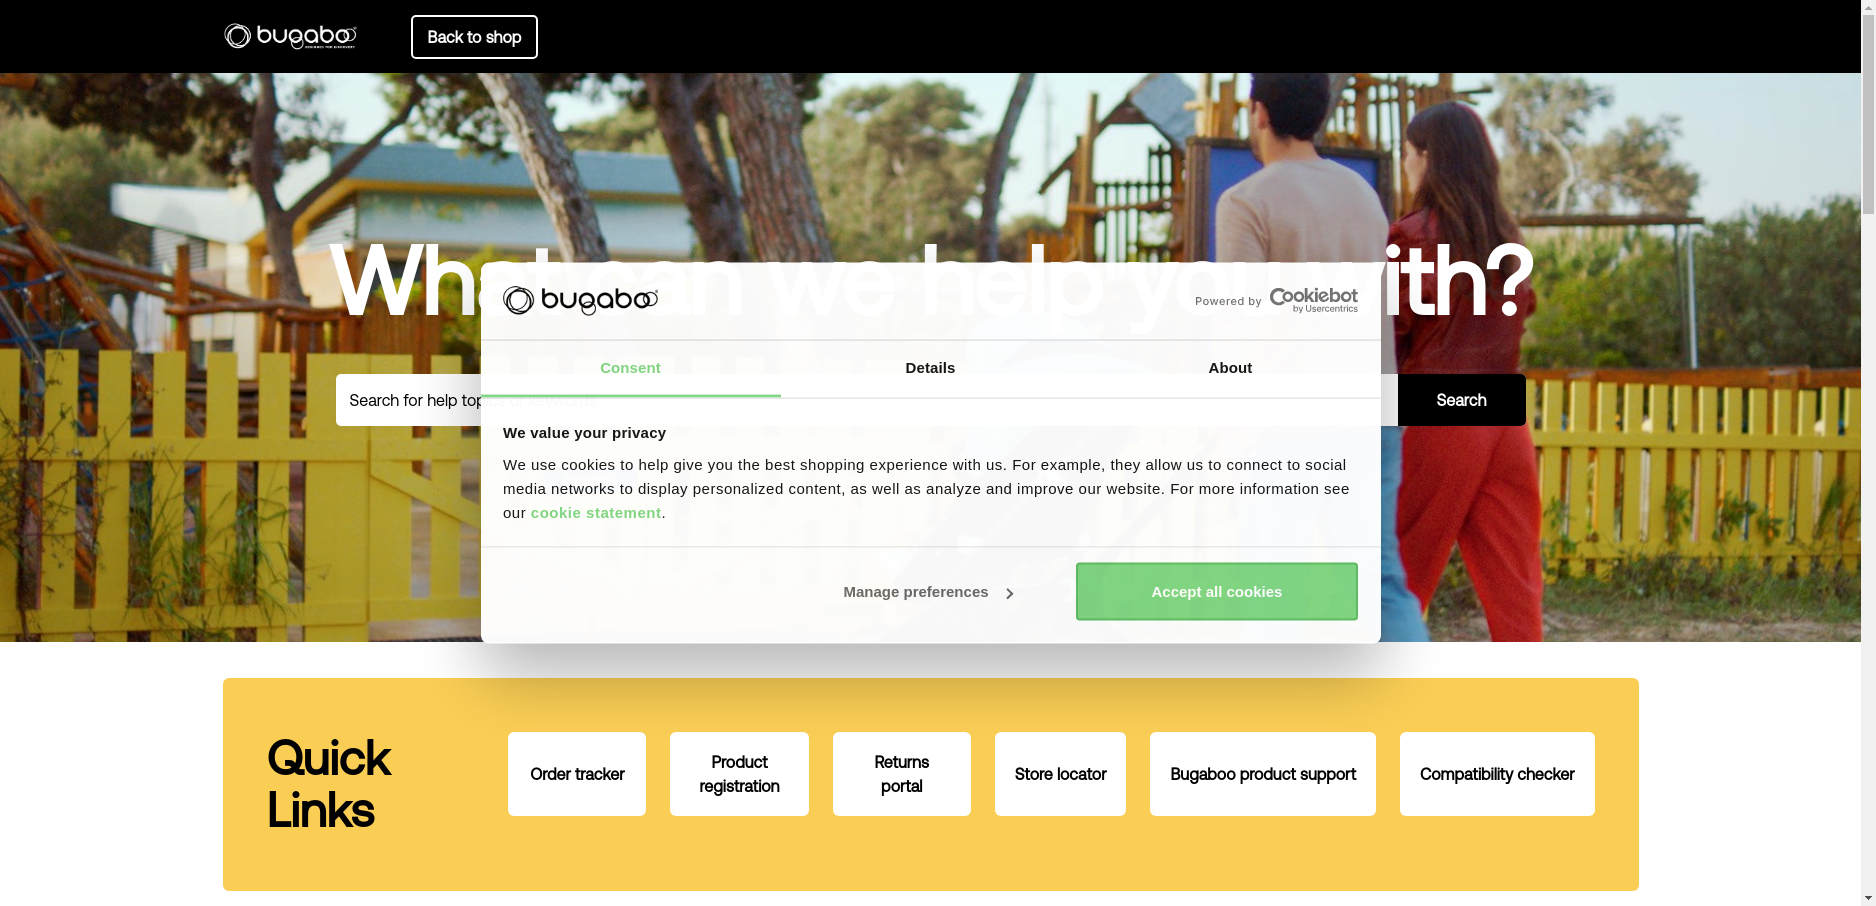 bugaboo
Back to shop
What can we help you with?
bugaboo
Powered by Cookiebot
by Usercentrics
Consent
Details
About
Search for help top
Search
We value your privacy
We use cookies to help give you the best shopping experience with us. For example, they allow us to connect to social
media networks to display personalized content, as well as analyze and improve our website. For more information see
our cookie statement.
Manage preferences
Accept all cookies
Quick
Links
Order tracker
Product
registration
Returns
portal
Store locator
Bugaboo product support
Compatibility checker